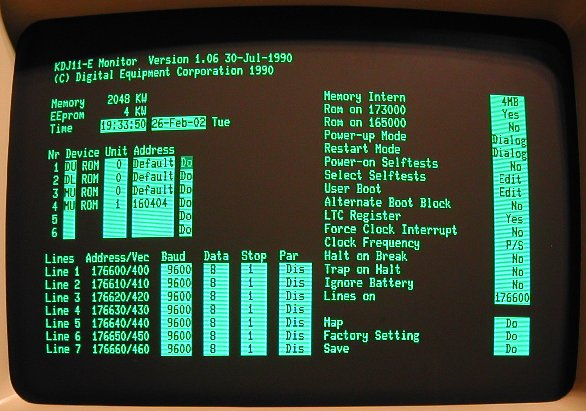 KDJ11-E Monitor Version 1.06 30-Jul-1990
(C) Digital Equipment Corporation 1990
Memory 2048 KW
EEprom 4 KW
Time 19:33:50 26-Feb-02 Tue
Nr Device Unit Address
1 DU ROM 0 Default Do
2 DL ROM 0 Default Do
3 MU ROM 0 Default Do
4 MU ROM 1 160404 Do
5 Do
6 Do
Lines Address/Vec Baud Data Stop Par
Line 1 176600/400 9600 8 1 Dis
Line 2 176610/410 9600 8 1 Dis
Line 3 176620/420 9600 8 1 Dis
Line 4 176630/430 9600 8 1 Dis
Line 5 176640/440 9600 8 1 Dis
Line 6 176650/450 9600 8 1 Dis
Line 7 176660/460 9600 8 1 Dis
Memory Intern 4MB
Rom on 173000 Yes
Rom on 165000 No
Power-up Mode Dialog
Restart Mode Dialog
Power-on Selftests No
Select Selftests Edit
User Boot Edit
Alternate Boot Block No
LTC Register Yes
Force Clock Interrupt No
Clock Frequency P/S
Halt on Break No
Trap on Halt No
Ignore Battery No
Lines on 176600
Map Do
Factory Setting Do
Save Do